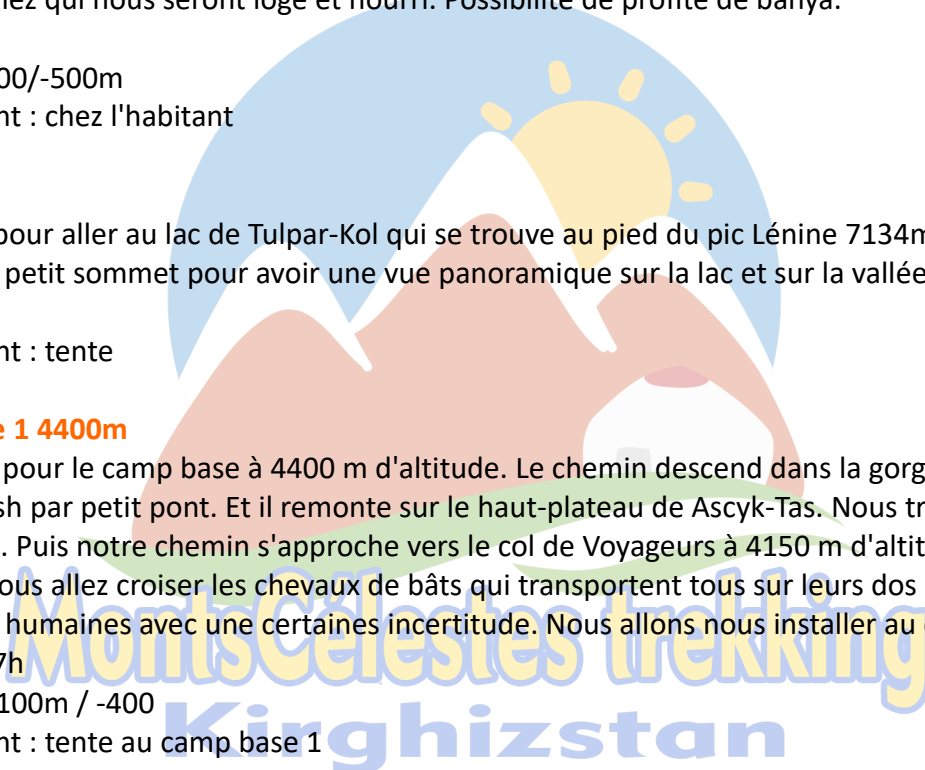 nez qui nous seront logé et nourri. Possibilité de profité de banya.
00/-500m
nt : chez l'habitant
pour aller au lac de Tulpar-Kol qui se trouve au pied du pic Lénine 7134m
petit sommet pour avoir une vue panoramique sur la lac et sur la vallée
nt : tente
e 1 4400m
pour le camp base à 4400 m d'altitude. Le chemin descend dans la gorg
sh par petit pont. Et il remonte sur le haut-plateau de Ascyk-Tas. Nous tr
. Puis notre chemin s'approche vers le col de Voyageurs à 4150 m d'altit
ous allez croiser les chevaux de bâts qui transportent tous sur leurs dos
humaines avec une certaines incertitude. Nous allons nous installer au
7h
100m / -400
nt : tente au camp base 1
MontsCélestes trekking
Kirghizstan